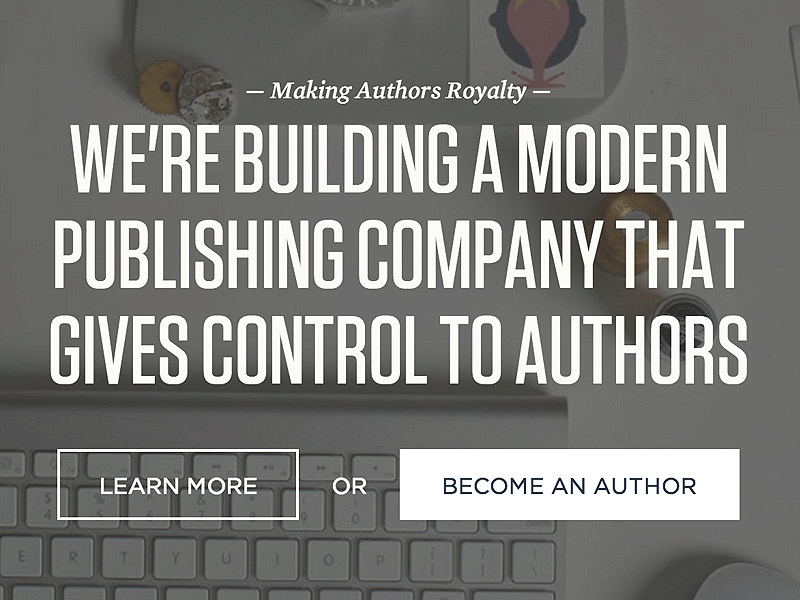 — Making Authors Royalty —
WE'RE BUILDING A MODERN
PUBLISHING COMPANY THAT
GIVES CONTROL TO AUTHORS
LEARN MORE OR BECOME AN AUTHOR
$ 4
E R T Y U I O P { [ } ]